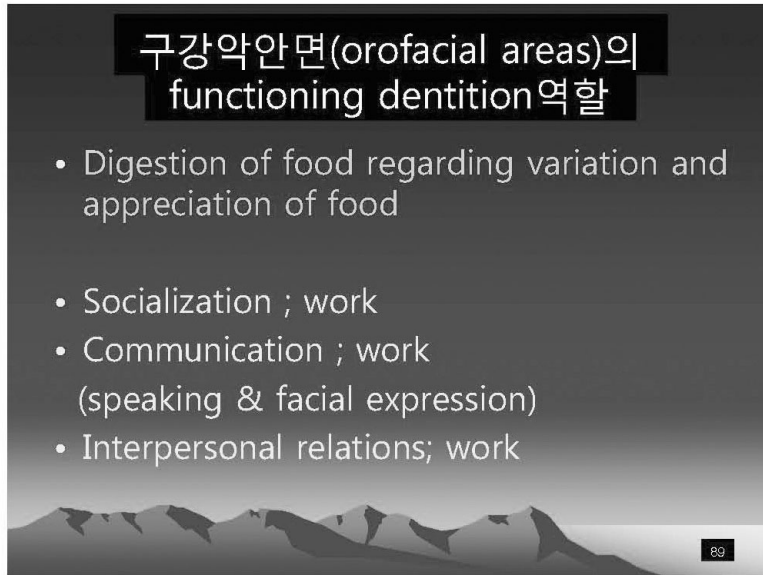 구강악안면(orofacial areas)의
functioning dentition역할
• Digestion of food regarding variation and
appreciation of food
• Socialization ; work
• Communication ; work
(speaking & facial expression)
• Interpersonal relations; work
89